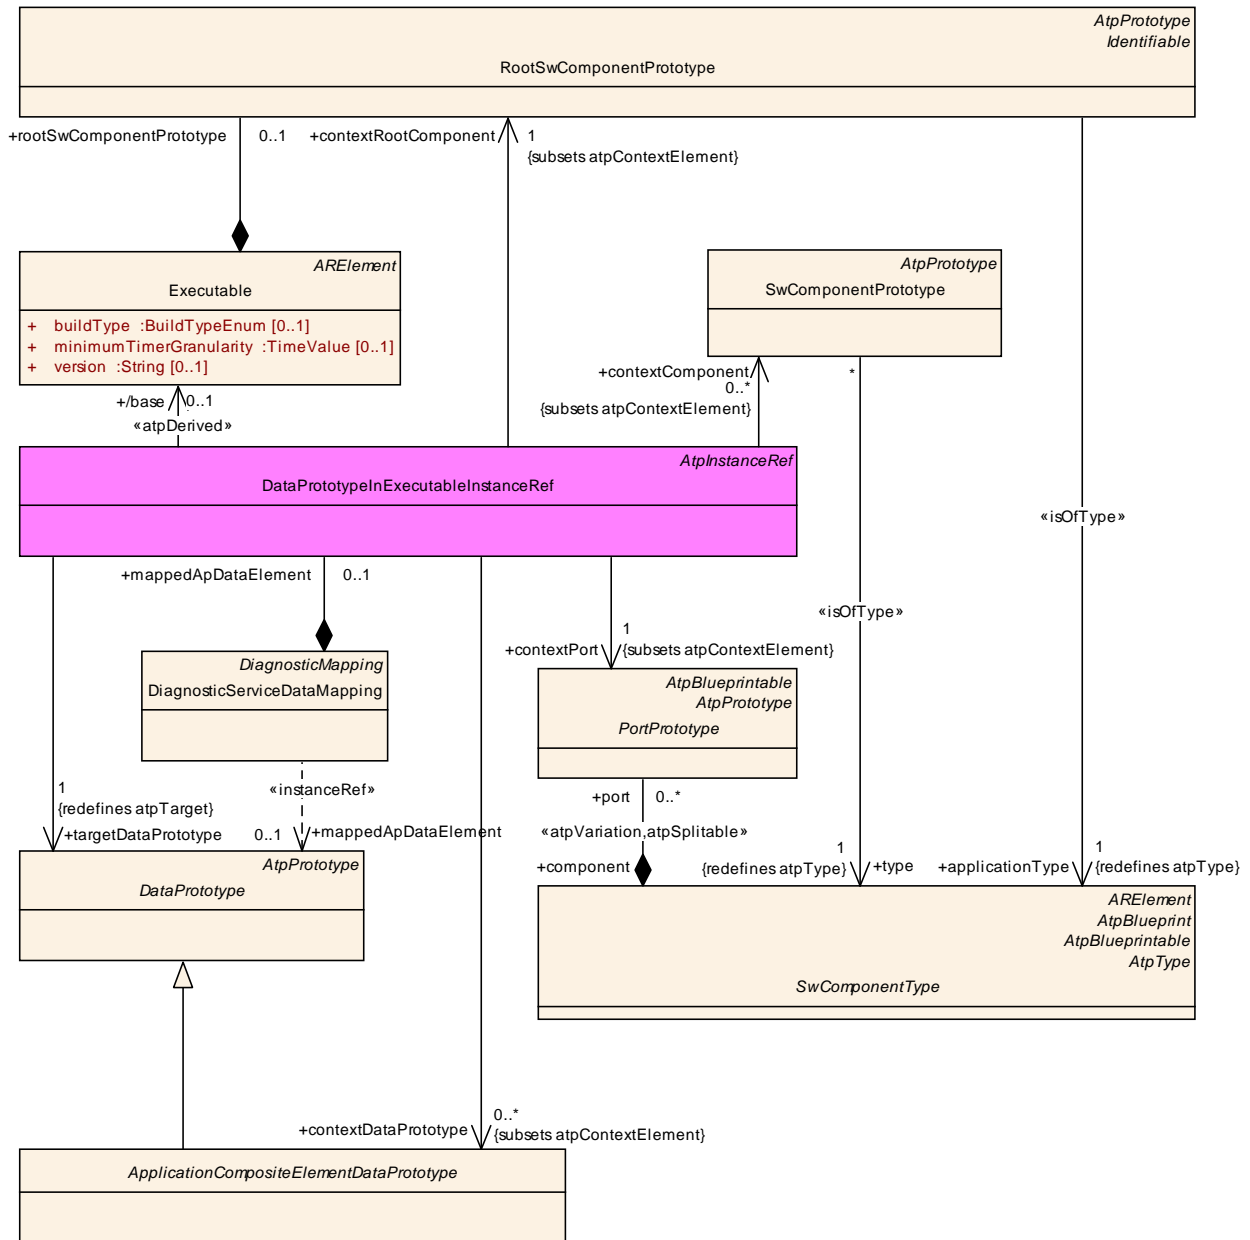 AtpPrototype
Identifiable
RootSwComponentPrototype
+rootSwComponentPrototype
0..1
+contextRootComponent
1
{subsets atpContextElement}
ARElement
Executable
+ buildType :BuildTypeEnum [0..1]
+ minimumTimerGranularity :TimeValue [0..1]
+ version :String [0..1]
AtpPrototype
SwComponentPrototype
+contextComponent
0..*
{subsets atpContextElement}
*
+/base
0..1
«atpDerived»
AtpInstanceRef
DataPrototypeInExecutableInstanceRef
«isOfType»
+mappedApDataElement
0..1
«isOfType»
1
+contextPort
{subsets atpContextElement}
DiagnosticMapping
DiagnosticServiceDataMapping
AtpBlueprintable
AtpPrototype
PortPrototype
1
{redefines atpTarget}
+targetDataPrototype
«instanceRef»
0..1
+mappedApDataElement
+port
0..*
«atpVariation,atpSplitable»
+component
1
{redefines atpType}
+type
+applicationType
1
{redefines atpType}
AtpPrototype
DataPrototype
ARElement
AtpBlueprint
AtpBlueprintable
AtpType
SwComponentType
+contextDataPrototype
0..*
{subsets atpContextElement}
ApplicationCompositeElementDataPrototype